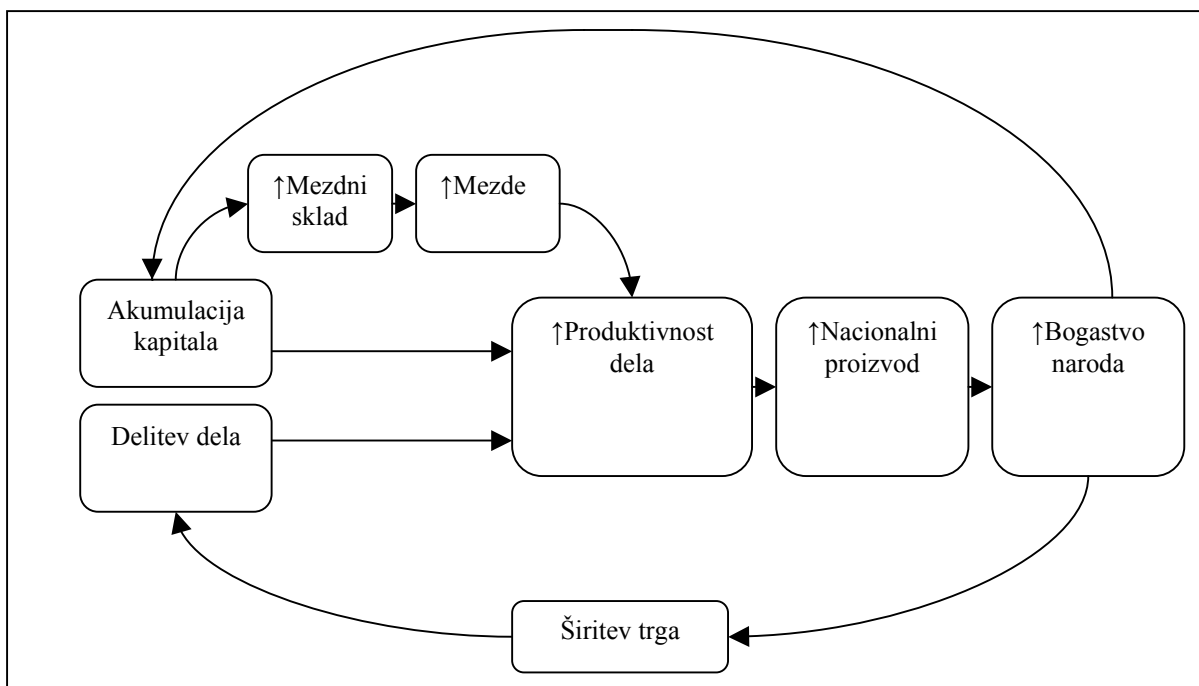 ↑Mezdni
sklad
↑Mezde
Akumulacija
kapitala
↑Produktivnost
dela
↑Nacionalni
proizvod
↑Bogastvo
naroda
Delitev dela
Širitev trga